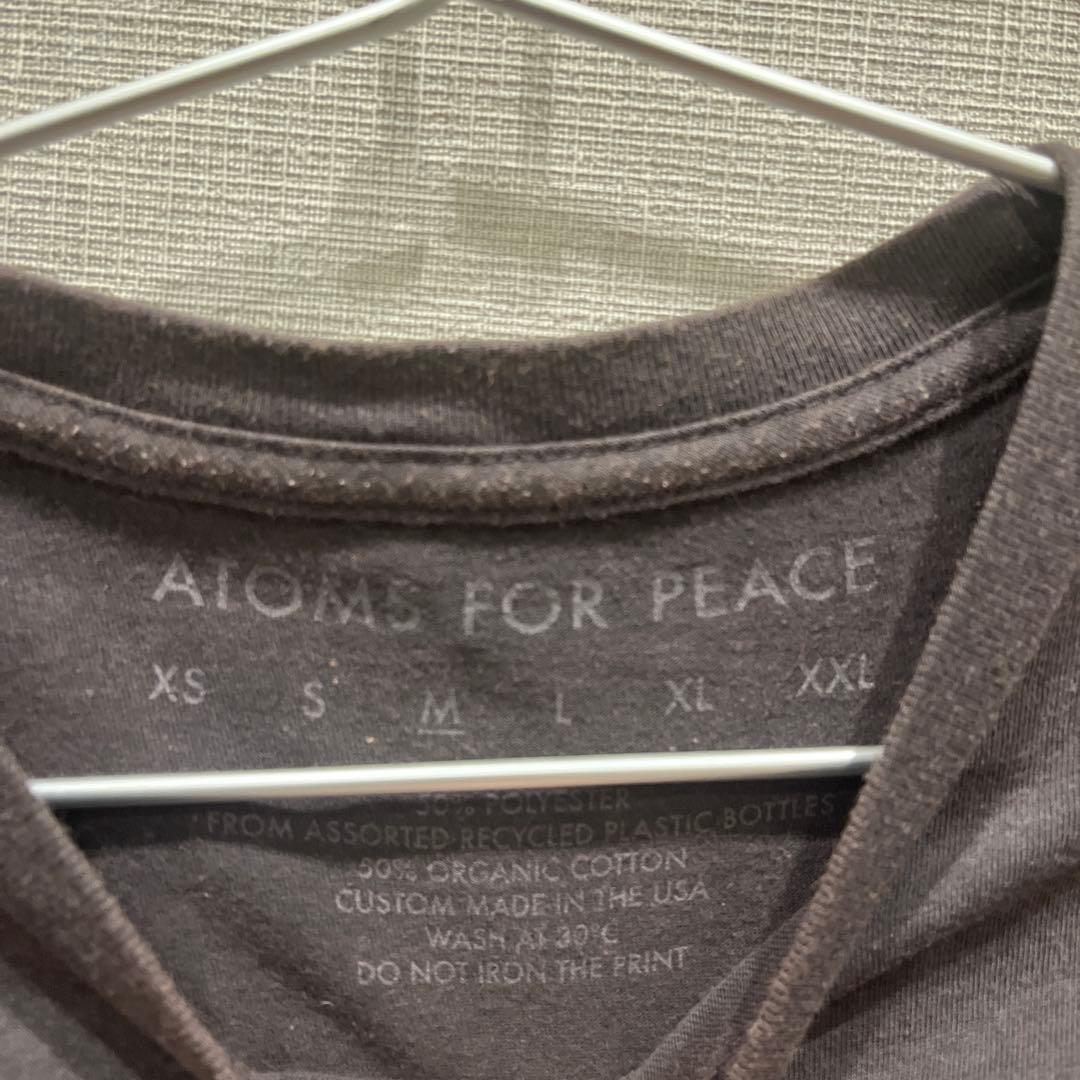 ATOMS FOR PEACE
XS S M L XL XXL
50% POLYESTER
FROM ASSORTED RECYCLED PLASTIC BOTTLES
50% ORGANIC COTTON
CUSTOM MADE IN THE USA
WASH AT 30°C
DO NOT IRON THE PRINT